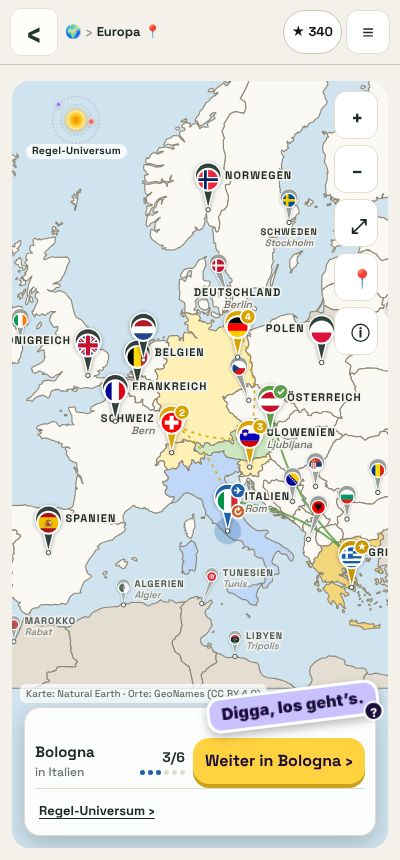 < 🌍 > Europa 📍 ★ 340 ≡
Regel-Universum
+
−
NORWEGEN
SCHWEDEN
Stockholm
DEUTSCHLAND
Berlin
4
POLEN
NIGREICH
BELGIEN
FRANKREICH
ÖSTERREICH
SCHWEIZ
Bern
2
3
SLOWENIEN
Ljubljana
ITALIEN
Rom
SPANIEN
GRI
ALGERIEN
Algier
TUNESIEN
Tunis
MAROKKO
Rabat
LIBYEN
Tripolis
Karte: Natural Earth · Orte: GeoNames (CC BY 4.0)
Digga, los geht's.
?
Bologna
in Italien
3/6
Weiter in Bologna >
Regel-Universum >